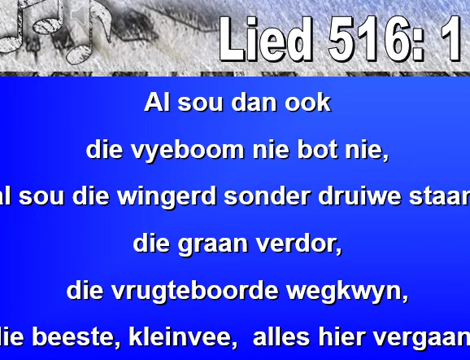 Lied 516: 1
Al sou dan ook
die vyeboom nie bot nie,
al sou die wingerd sonder druiwe staan
die graan verdor,
die vrugteboorde wegkwyn,
die beeste, kleinvee, alles hier vergaan